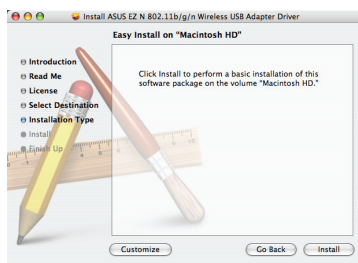 Install ASUS EZ N 802.11b/g/n Wireless USB Adapter Driver
Easy Install on “Macintosh HD”
Introduction
Read Me
License
Select Destination
Installation Type
Install
Finish Up
Click Install to perform a basic installation of this
software package on the volume “Macintosh HD.”
Customize
Go Back
Install